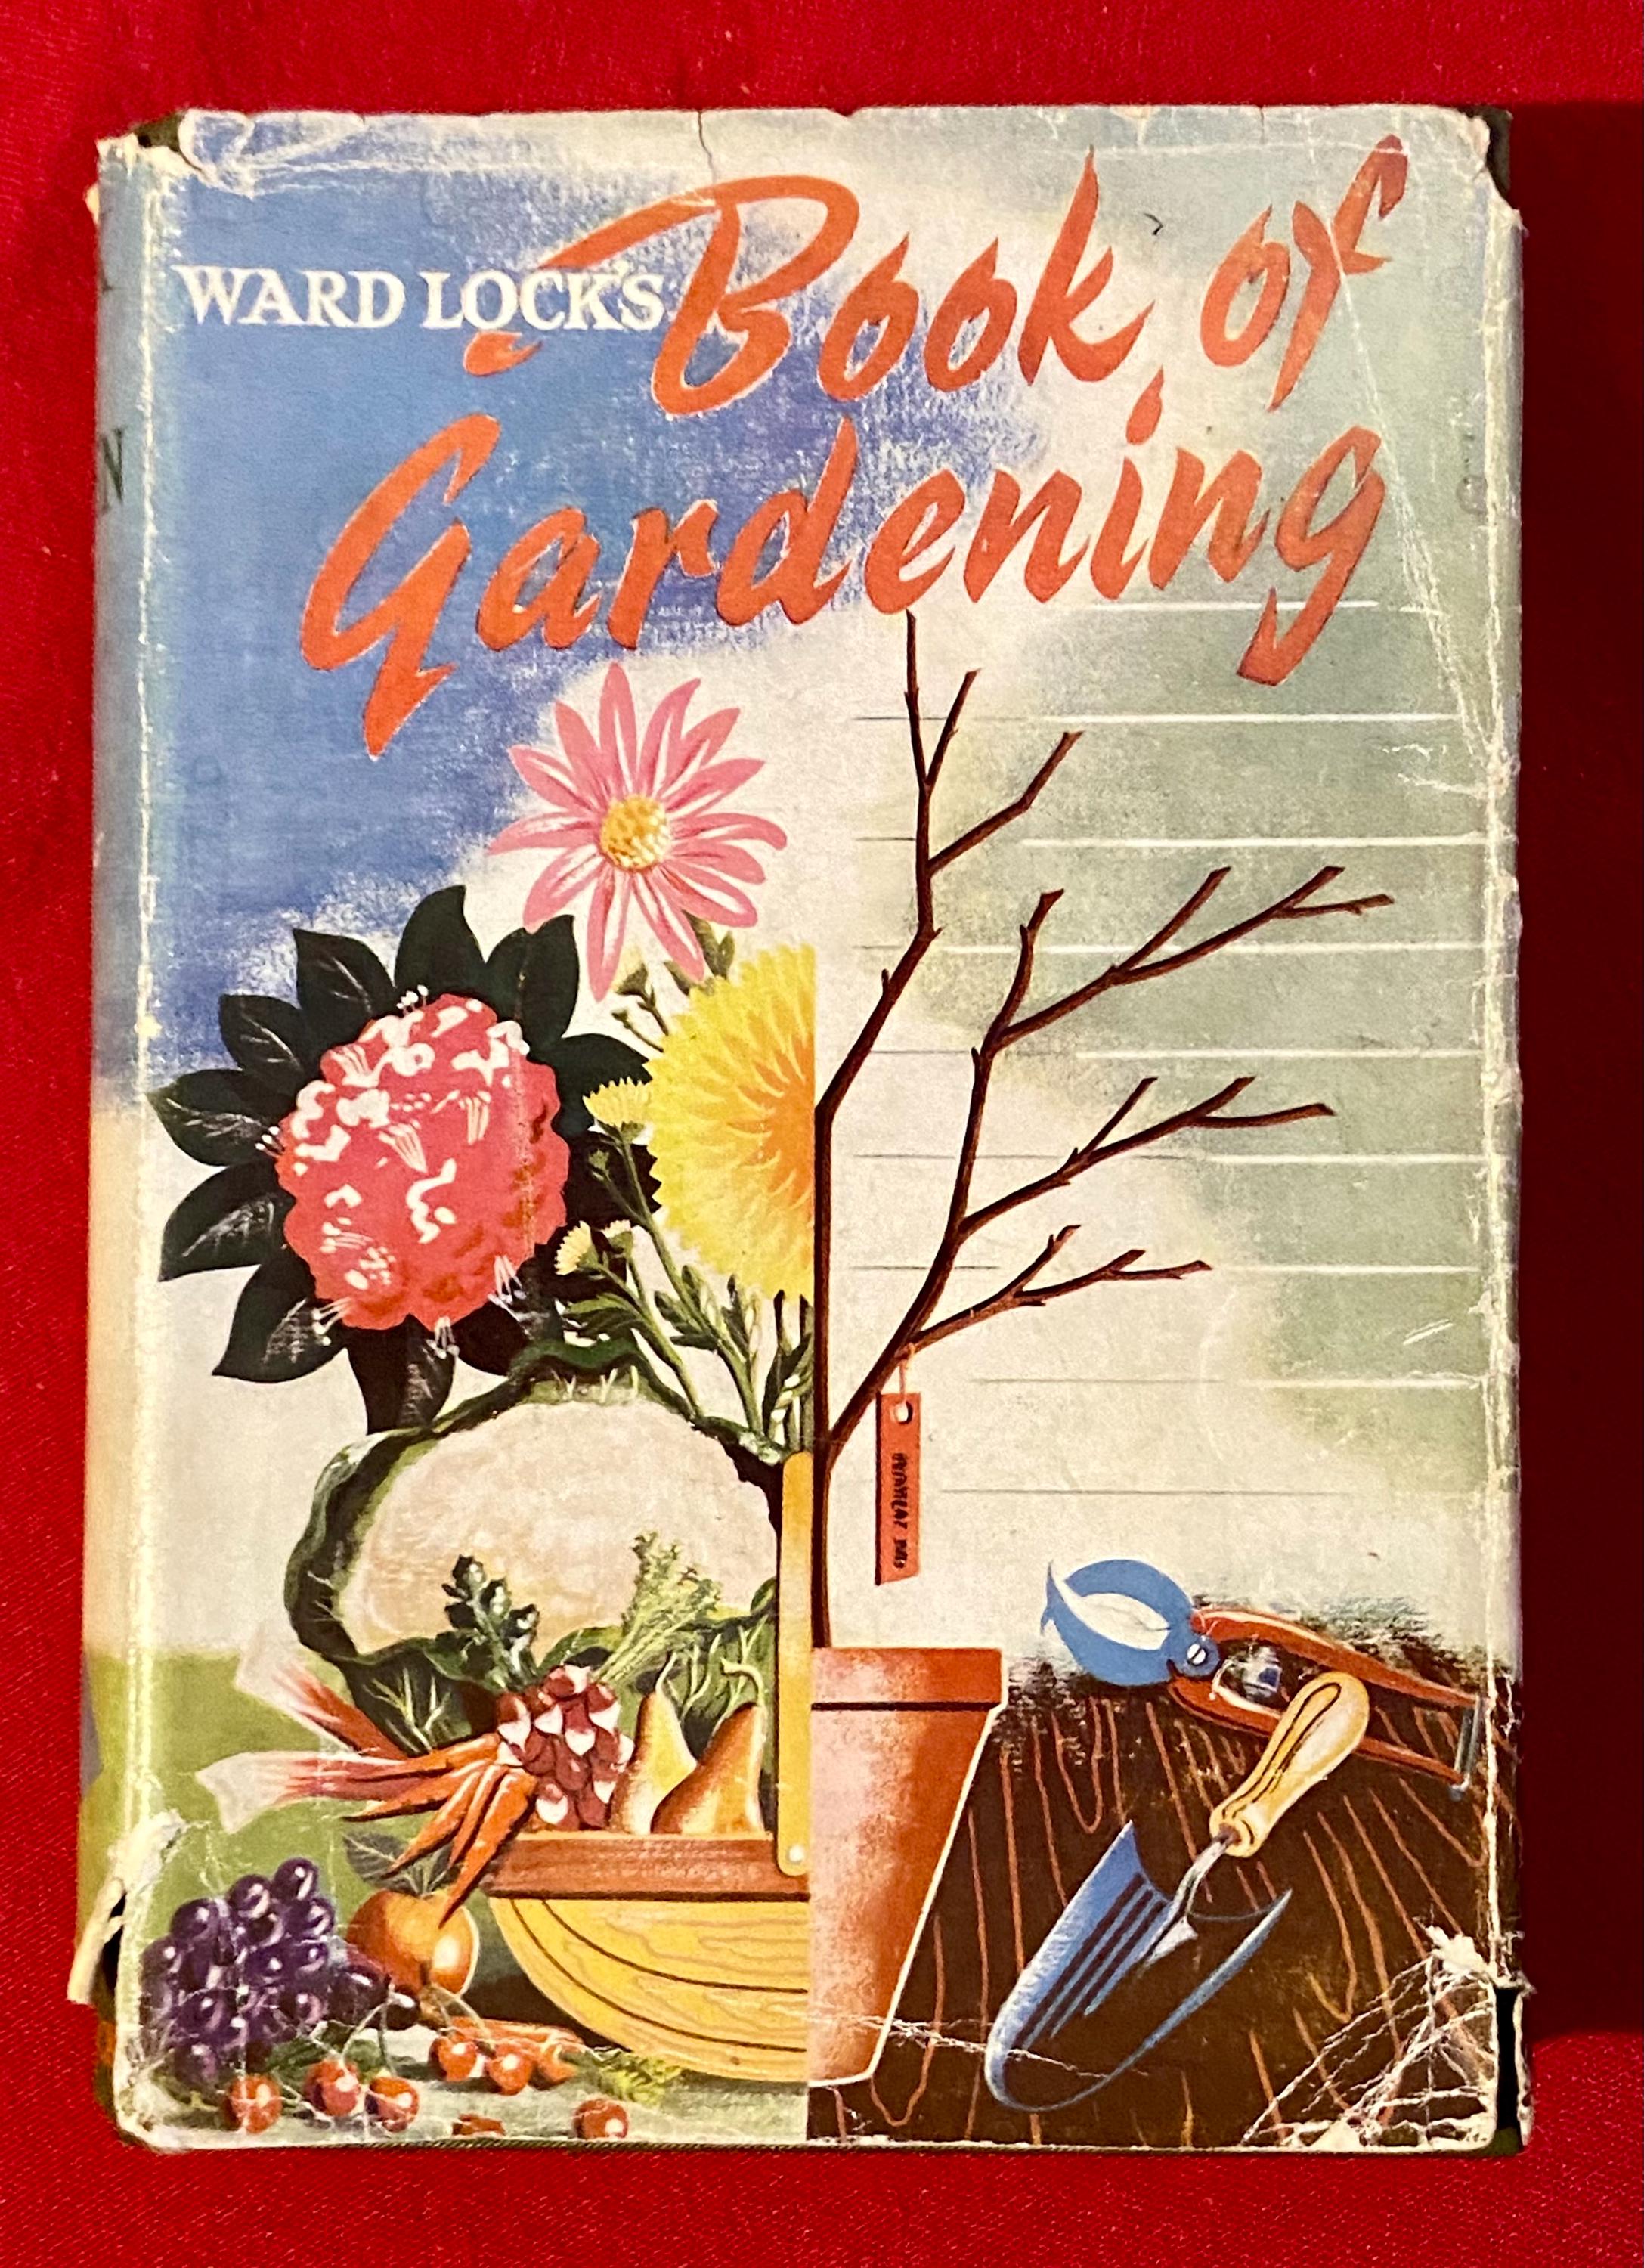 WARD LOCK'S Book of
Gardening
N